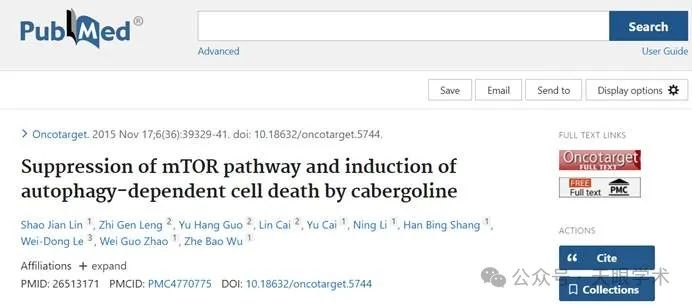 PubMed®
Search
Advanced
User Guide
Save
Email
Send to
Display options
> Oncotarget. 2015 Nov 17;6(36):39329-41. doi: 10.18632/oncotarget.5744.
Suppression of mTOR pathway and induction of
autophagy-dependent cell death by cabergoline
Shao Jian Lin 1, Zhi Gen Leng 2, Yu Hang Guo 2, Lin Cai 2, Yu Cai 1, Ning Li 1, Han Bing Shang 1,
Wei-Dong Le 3, Wei Guo Zhao 1, Zhe Bao Wu 1
Affiliations + expand
PMID: 26513171 PMCID: PMC4770775 DOI: 10.18632/oncotarget.5744
FULL TEXT LINKS
Oncotarget
FULL TEXT
FREE
Full text
PMC
ACTIONS
Cite
Collections
公众号·天眼学术